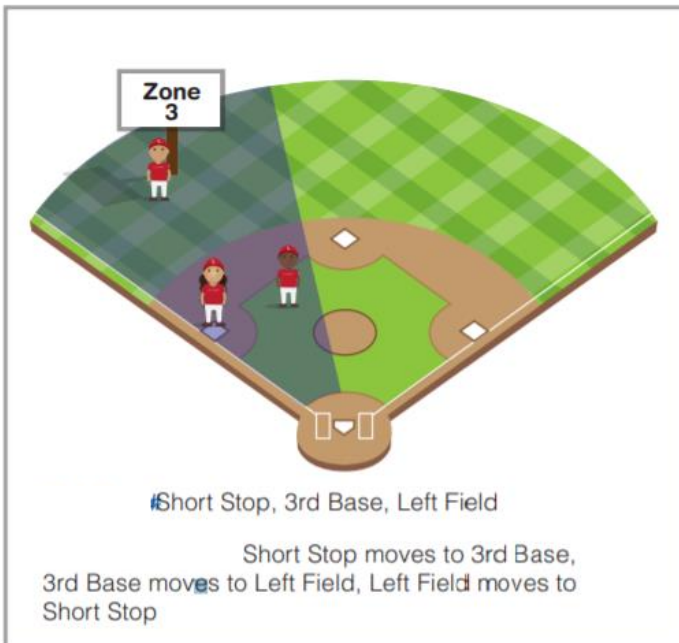 Zone
3
Short Stop, 3rd Base, Left Field
Short Stop moves to 3rd Base,
3rd Base moves to Left Field, Left Field moves to
Short Stop